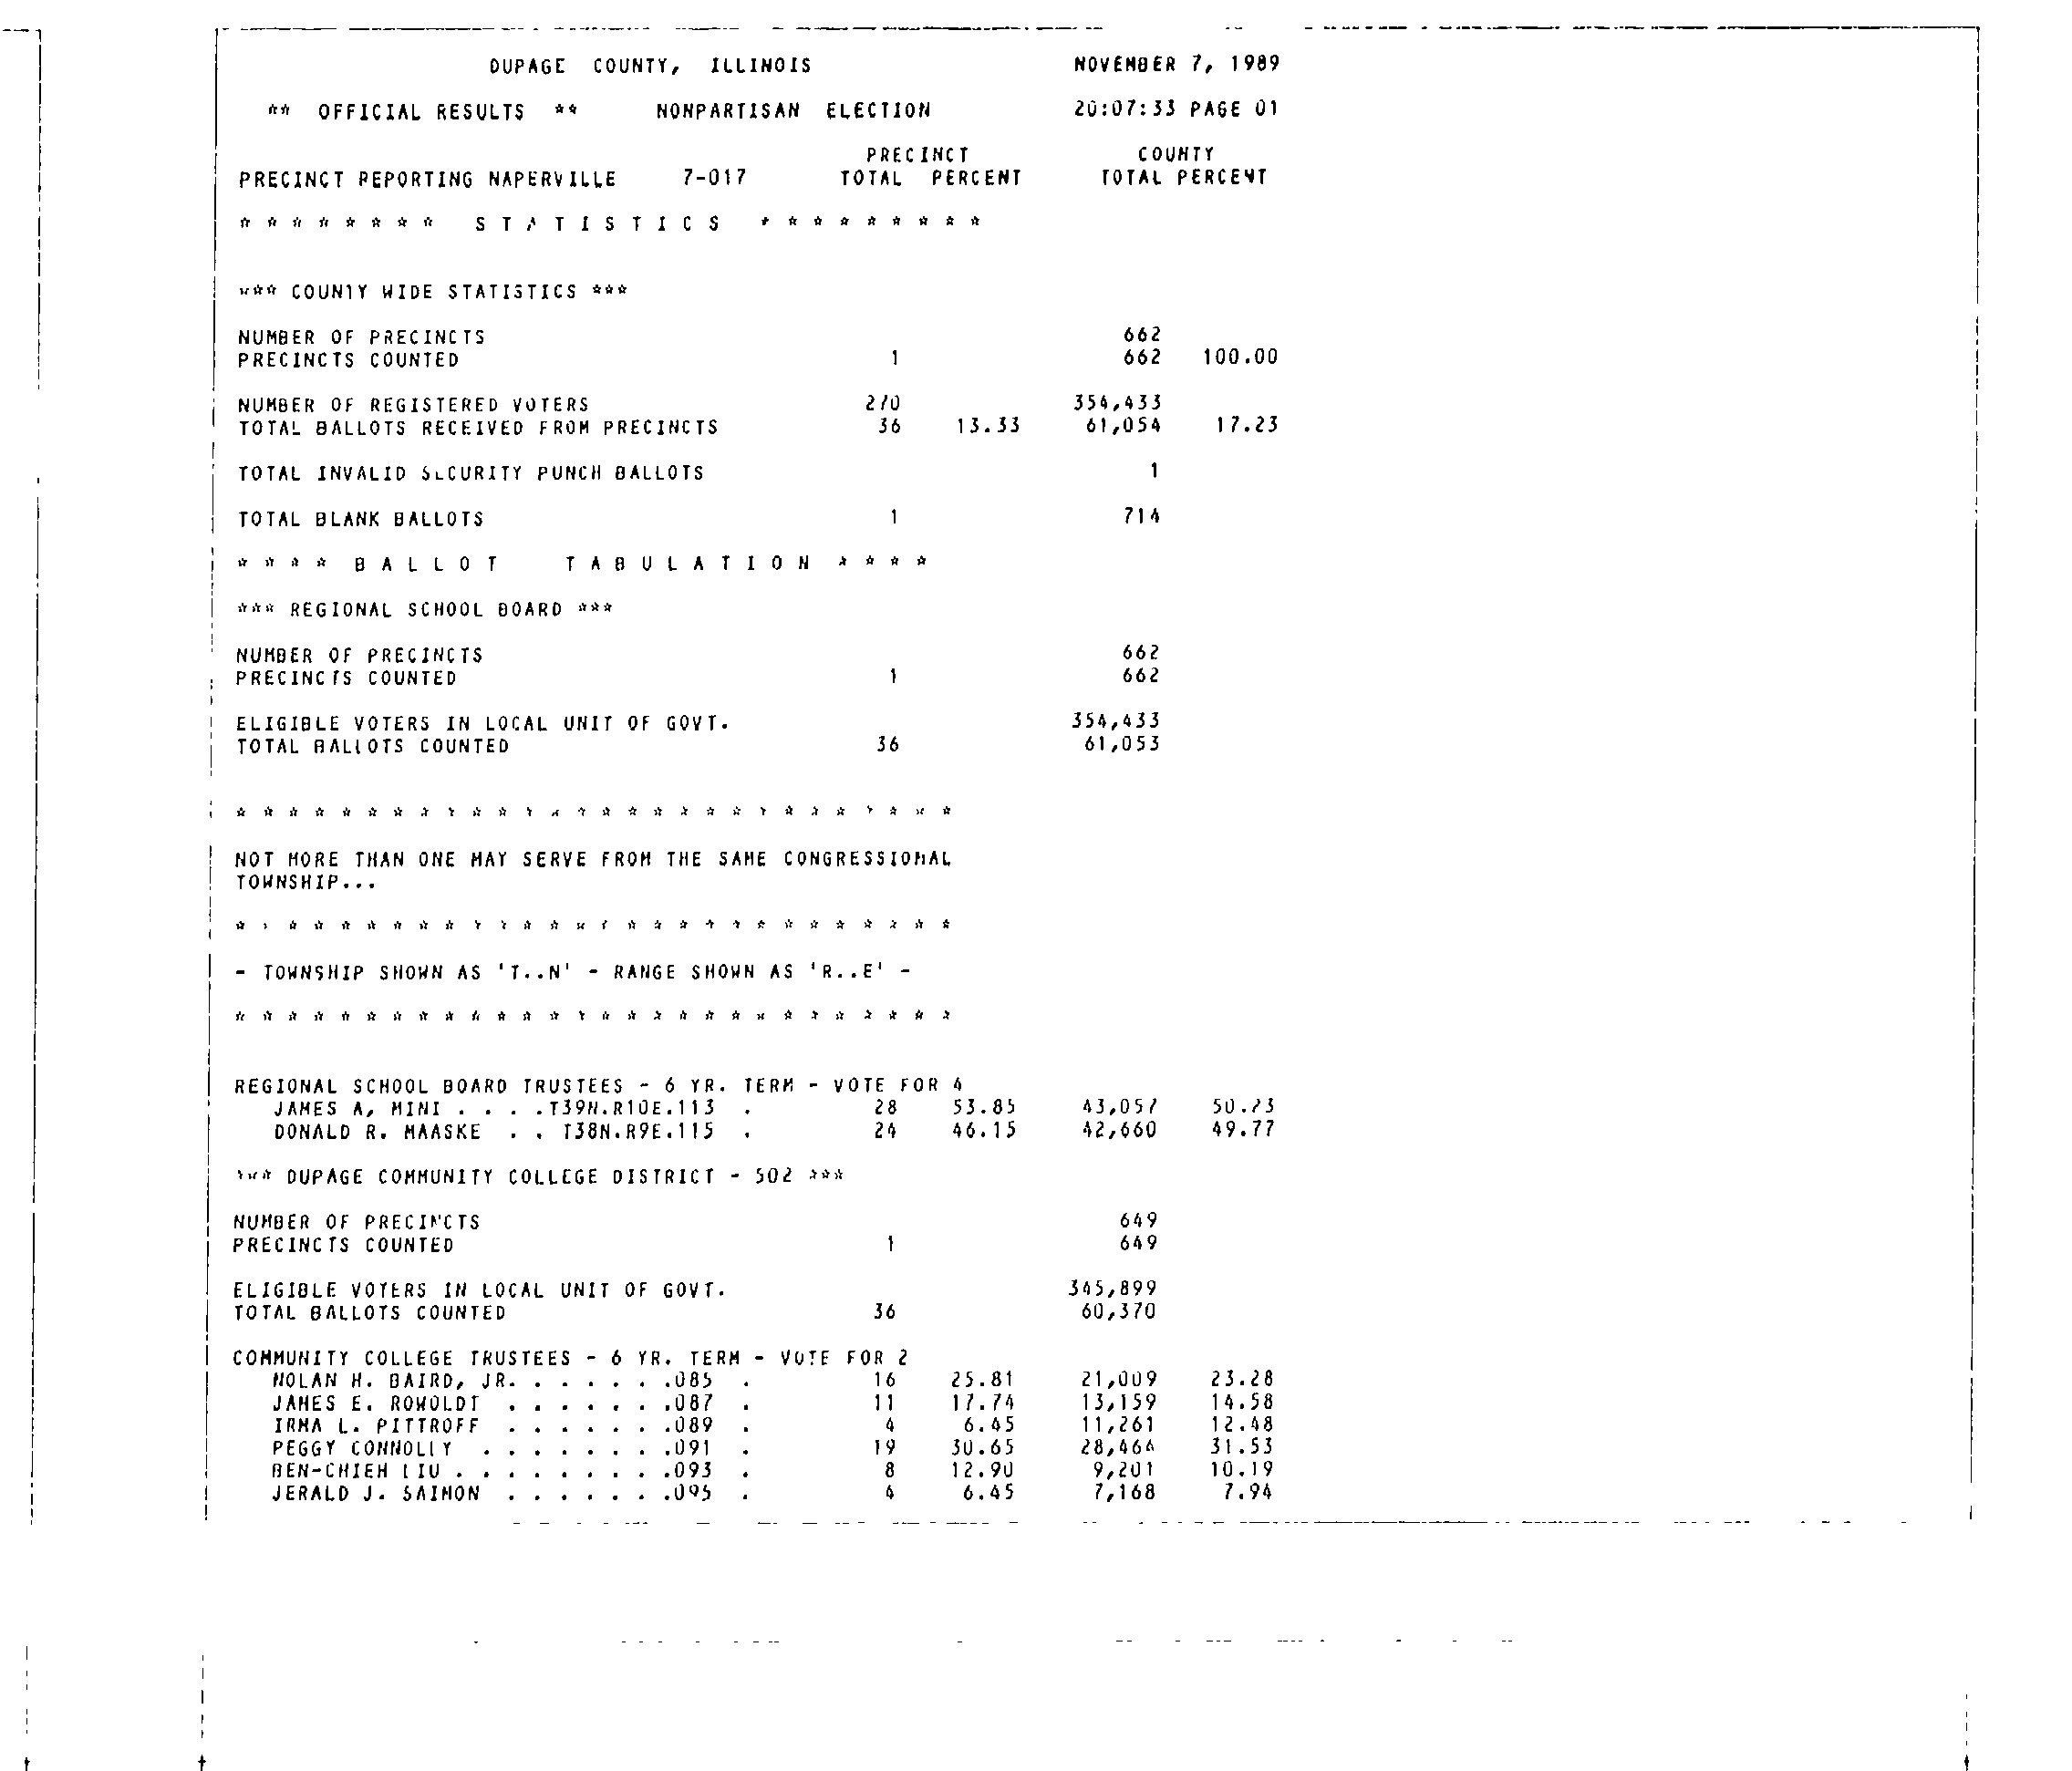 DUPAGE COUNTY, ILLINOIS NOVEMBER 7, 1989
** OFFICIAL RESULTS ** NONPARTISAN ELECTION 20:07:33 PAGE 01
PRECINCT COUNTY
PRECINCT REPORTING NAPERVILLE 7-017 TOTAL PERCENT TOTAL PERCENT
* * * * * * * * S T A T I S T I C S * * * * * * * * *
*** COUNTY WIDE STATISTICS ***
NUMBER OF PRECINCTS 662
PRECINCTS COUNTED 1 662 100.00
NUMBER OF REGISTERED VOTERS 270 354,433
TOTAL BALLOTS RECEIVED FROM PRECINCTS 36 13.33 61,054 17.23
TOTAL INVALID SECURITY PUNCH BALLOTS 1
TOTAL BLANK BALLOTS 1 714
* * * * B A L L O T T A B U L A T I O N * * * *
*** REGIONAL SCHOOL BOARD ***
NUMBER OF PRECINCTS 662
PRECINCTS COUNTED 1 662
ELIGIBLE VOTERS IN LOCAL UNIT OF GOVT. 354,433
TOTAL BALLOTS COUNTED 36 61,053
* * * * * * * * * * * * * * * * * * * * * * * * * * * *
NOT MORE THAN ONE MAY SERVE FROM THE SAME CONGRESSIONAL
TOWNSHIP...
* * * * * * * * * * * * * * * * * * * * * * * * * * * *
- TOWNSHIP SHOWN AS 'T..N' - RANGE SHOWN AS 'R..E' -
* * * * * * * * * * * * * * * * * * * * * * * * * * * *
REGIONAL SCHOOL BOARD TRUSTEES - 6 YR. TERM - VOTE FOR 4
JAMES A. MINI . . . .T39N.R10E.113 . 28 53.85 43,057 50.23
DONALD R. MAASKE . . T38N.R9E.115 . 24 46.15 42,660 49.77
*** DUPAGE COMMUNITY COLLEGE DISTRICT - 502 ***
NUMBER OF PRECINCTS 649
PRECINCTS COUNTED 1 649
ELIGIBLE VOTERS IN LOCAL UNIT OF GOVT. 345,899
TOTAL BALLOTS COUNTED 36 60,370
COMMUNITY COLLEGE TRUSTEES - 6 YR. TERM - VOTE FOR 2
NOLAN H. BAIRD, JR. . . . . . .085 . 16 25.81 21,009 23.28
JAMES E. ROWOLDT . . . . . . .087 . 11 17.74 13,159 14.58
IRMA L. PITTROFF . . . . . . .089 . 4 6.45 11,261 12.48
PEGGY CONNOLLY . . . . . . . .091 . 19 30.65 28,464 31.53
BEN-CHIEH LIU . . . . . . . . .093 . 8 12.90 9,201 10.19
JERALD J. SAIMON . . . . . . .095 . 4 6.45 7,168 7.94